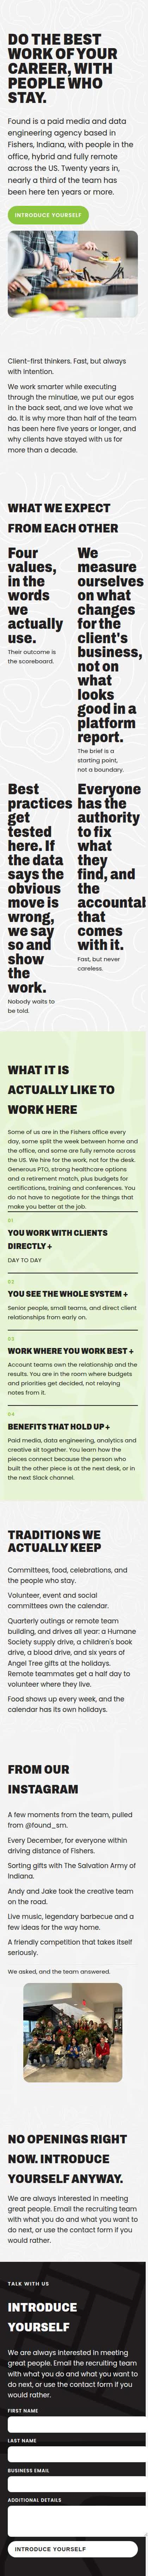 DO THE BEST
WORK OF YOUR
CAREER, WITH
PEOPLE WHO
STAY.
Found is a paid media and data
engineering agency based in
Fishers, Indiana, with people in the
office, hybrid and fully remote
across the US. Twenty years in,
nearly a third of the team has
been here ten years or more.
INTRODUCE YOURSELF
Client-first thinkers. Fast, but always
with intention.
We work smarter while executing
through the minutiae, we put our egos
in the back seat, and we love what we
do. It is why more than half of the team
has been here five years or longer, and
why clients have stayed with us for
more than a decade.
WHAT WE EXPECT
FROM EACH OTHER
Four
values,
in the
words
we
actually
use.
Their outcome is
the scoreboard.
We
measure
ourselves
on what
changes
for the
client's
business,
not on
what
looks
good in a
platform
report.
The brief is a
starting point,
not a boundary.
Best
practices
get
tested
here. If
the data
says the
obvious
move is
wrong,
we say
so and
show
the
work.
Nobody waits to
be told.
Everyone
has the
authority
to fix
what
they
find, and
the
accountab
that
comes
with it.
Fast, but never
careless.
WHAT IT IS
ACTUALLY LIKE TO
WORK HERE
Some of us are in the Fishers office every
day, some split the week between home and
the office, and some are fully remote across
the US. We hire for the work, not for the desk.
Generous PTO, strong healthcare options
and a retirement match, plus budgets for
certifications, training and conferences. You
do not have to negotiate for the things that
make you better at the job.
01
YOU WORK WITH CLIENTS
DIRECTLY +
DAY TO DAY
02
YOU SEE THE WHOLE SYSTEM +
Senior people, small teams, and direct client
relationships from early on.
03
WORK WHERE YOU WORK BEST +
Account teams own the relationship and the
results. You are in the room where budgets
and priorities get decided, not relaying
notes from it.
04
BENEFITS THAT HOLD UP +
Paid media, data engineering, analytics and
creative sit together. You learn how the
pieces connect because the person who
built the other piece is at the next desk, or in
the next Slack channel.
TRADITIONS WE
ACTUALLY KEEP
Committees, food, celebrations, and
the people who stay.
Volunteer, event and social
committees own the calendar.
Quarterly outings or remote team
building, and drives all year: a Humane
Society supply drive, a children's book
drive, a blood drive, and six years of
Angel Tree gifts at the holidays.
Remote teammates get a half day to
volunteer where they live.
Food shows up every week, and the
calendar has its own holidays.
FROM OUR
INSTAGRAM
A few moments from the team, pulled
from @found_sm.
Every December, for everyone within
driving distance of Fishers.
Sorting gifts with The Salvation Army of
Indiana.
Andy and Jake took the creative team
on the road.
Live music, legendary barbecue and a
few ideas for the way home.
A friendly competition that takes itself
seriously.
We asked, and the team answered.
NO OPENINGS RIGHT
NOW. INTRODUCE
YOURSELF ANYWAY.
We are always interested in meeting
great people. Email the recruiting team
with what you do and what you want to
do next, or use the contact form if you
would rather.
TALK WITH US
INTRODUCE
YOURSELF
We are always interested in meeting
great people. Email the recruiting team
with what you do and what you want to
do next, or use the contact form if you
would rather.
FIRST NAME
LAST NAME
BUSINESS EMAIL
ADDITIONAL DETAILS
INTRODUCE YOURSELF